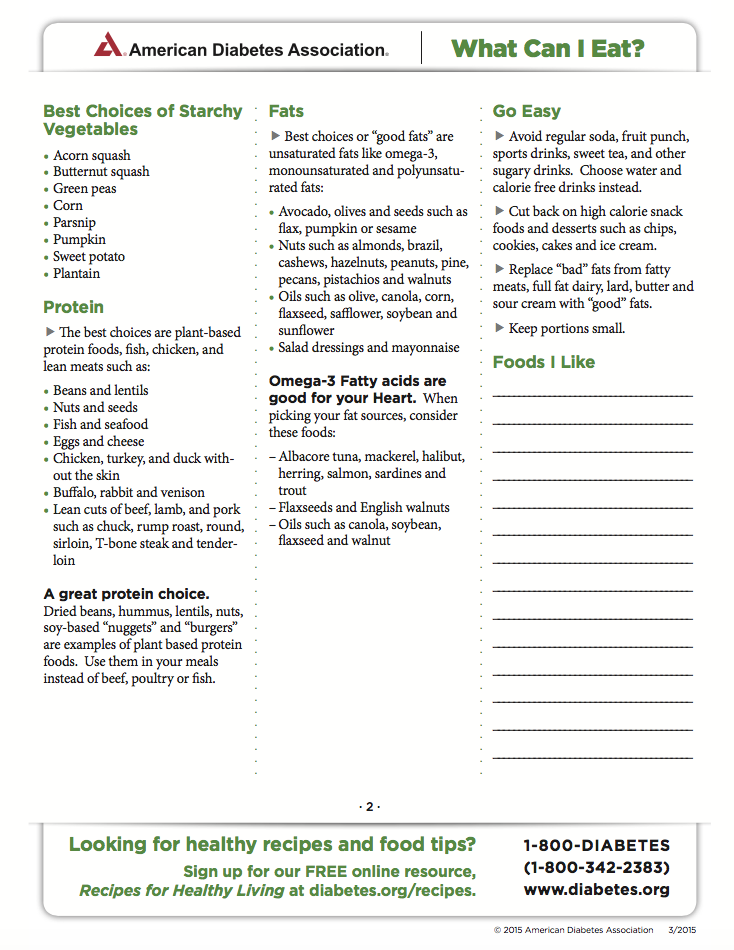 American Diabetes Association®
What Can I Eat?
Best Choices of Starchy
Vegetables
• Acorn squash
• Butternut squash
• Green peas
• Corn
• Parsnip
• Pumpkin
• Sweet potato
• Plantain
Protein
▶ The best choices are plant-based
protein foods, fish, chicken, and
lean meats such as:
• Beans and lentils
• Nuts and seeds
• Fish and seafood
• Eggs and cheese
• Chicken, turkey, and duck with-
out the skin
• Buffalo, rabbit and venison
• Lean cuts of beef, lamb, and pork
such as chuck, rump roast, round,
sirloin, T-bone steak and tender-
loin
A great protein choice.
Dried beans, hummus, lentils, nuts,
soy-based “nuggets” and “burgers”
are examples of plant based protein
foods. Use them in your meals
instead of beef, poultry or fish.
Fats
▶ Best choices or “good fats” are
unsaturated fats like omega-3,
monounsaturated and polyunsatu-
rated fats:
• Avocado, olives and seeds such as
flax, pumpkin or sesame
• Nuts such as almonds, brazil,
cashews, hazelnuts, peanuts, pine,
pecans, pistachios and walnuts
• Oils such as olive, canola, corn,
flaxseed, safflower, soybean and
sunflower
• Salad dressings and mayonnaise
Omega-3 Fatty acids are
good for your Heart. When
picking your fat sources, consider
these foods:
– Albacore tuna, mackerel, halibut,
herring, salmon, sardines and
trout
– Flaxseeds and English walnuts
– Oils such as canola, soybean,
flaxseed and walnut
Go Easy
▶ Avoid regular soda, fruit punch,
sports drinks, sweet tea, and other
sugary drinks. Choose water and
calorie free drinks instead.
▶ Cut back on high calorie snack
foods and desserts such as chips,
cookies, cakes and ice cream.
▶ Replace “bad” fats from fatty
meats, full fat dairy, lard, butter and
sour cream with “good” fats.
▶ Keep portions small.
Foods I Like
· 2 ·
Looking for healthy recipes and food tips?
Sign up for our FREE online resource,
Recipes for Healthy Living at diabetes.org/recipes.
1-800-DIABETES
(1-800-342-2383)
www.diabetes.org
© 2015 American Diabetes Association 3/2015